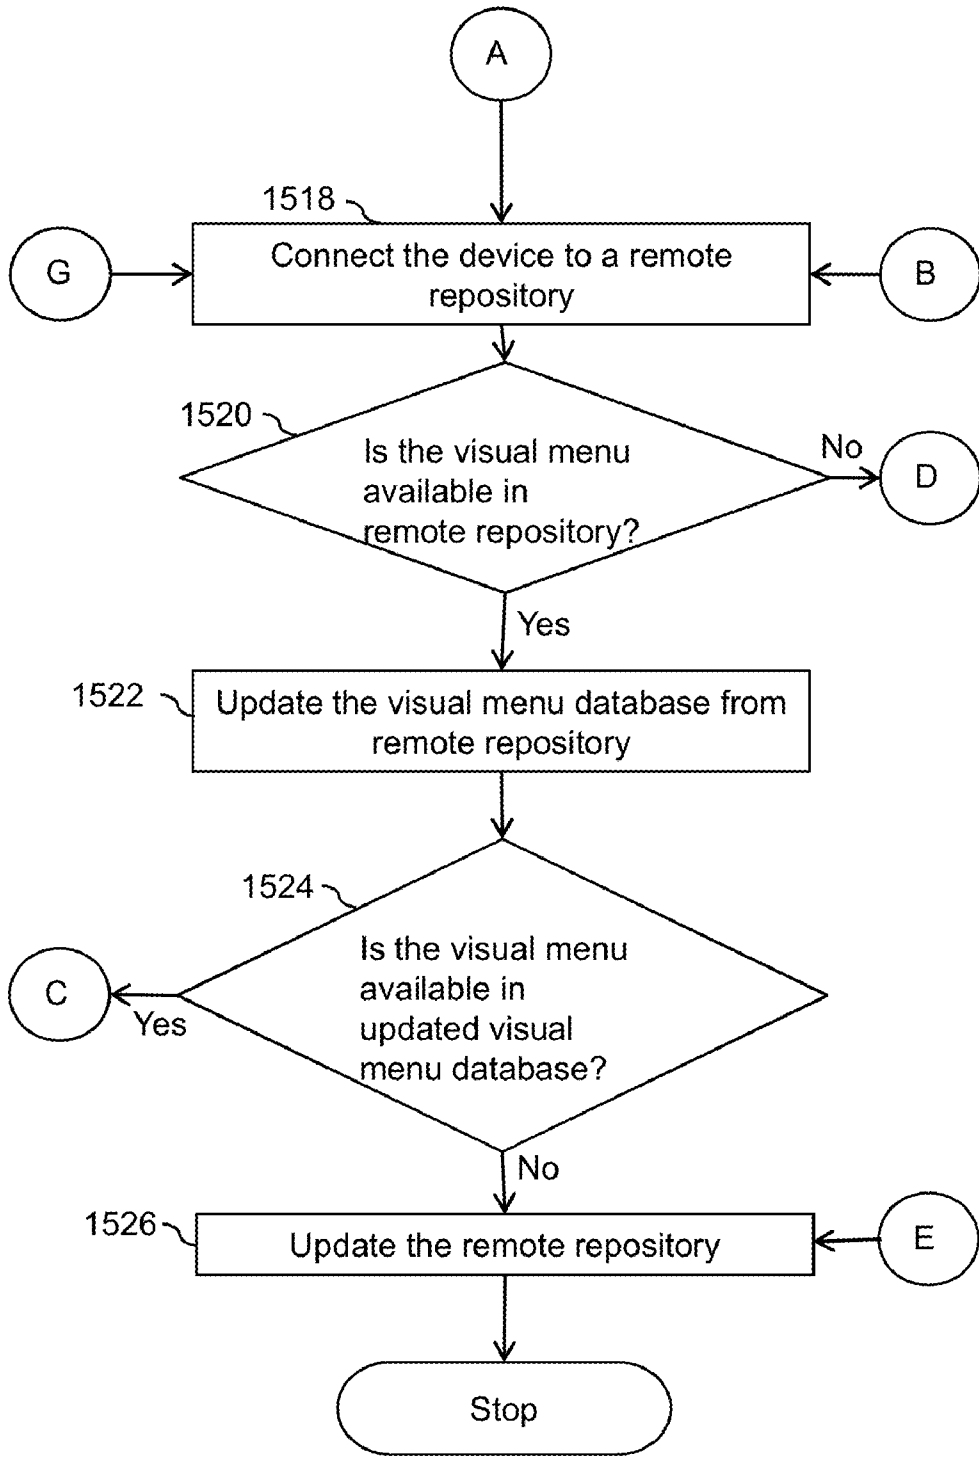 A
1518
G
Connect the device to a remote
repository
B
1520
Is the visual menu
available in
remote repository?
No
D
Yes
1522
Update the visual menu database from
remote repository
1524
Is the visual menu
available in
updated visual
menu database?
C
Yes
No
1526
Update the remote repository
E
Stop